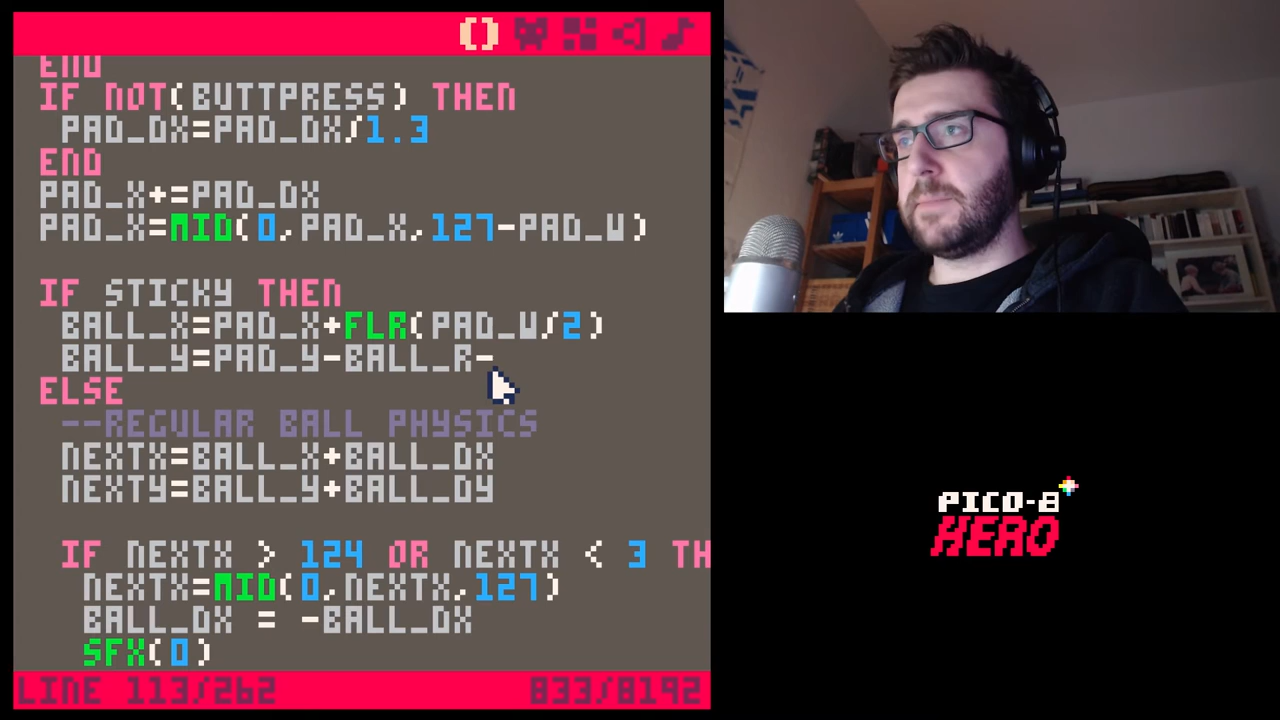 END
IF NOT(BUTTPRESS) THEN
PAD_DX=PAD_DX/1.3
END
PAD_X+=PAD_DX
PAD_X=MID(0,PAD_X,127-PAD_W)
IF STICKY THEN
BALL_X=PAD_X+FLR(PAD_W/2)
BALL_Y=PAD_Y-BALL_R-
ELSE
--REGULAR BALL PHYSICS
NEXTX=BALL_X+BALL_DX
NEXTY=BALL_Y+BALL_DY
IF NEXTX > 124 OR NEXTX < 3 TH
NEXTX=MID(0,NEXTX,127)
BALL_DX = -BALL_DX
SFX(0)
LINE 113/262
833/8192
PICO-8
HERO